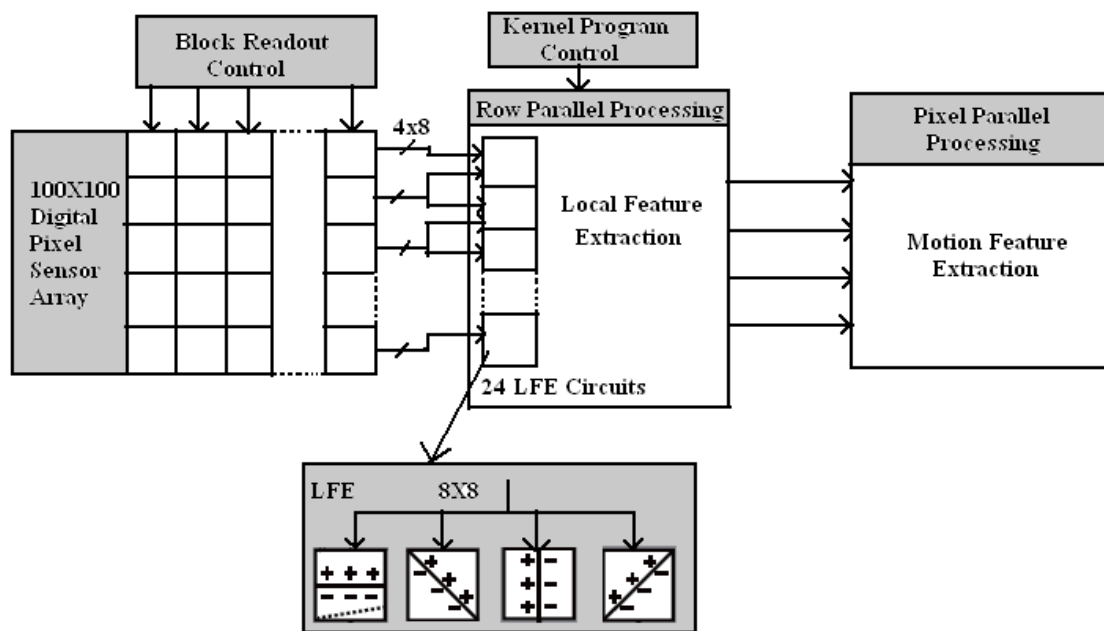 Block Readout
Control
Kernel Program
Control
100X100
Digital
Pixel
Sensor
Array
4x8
Row Parallel Processing
Local Feature
Extraction
24 LFE Circuits
Pixel Parallel
Processing
Motion Feature
Extraction
LFE 8X8
+ + +
- - -
+ + +
- - -
+ -
+ -
+ -
+ + +
- - -